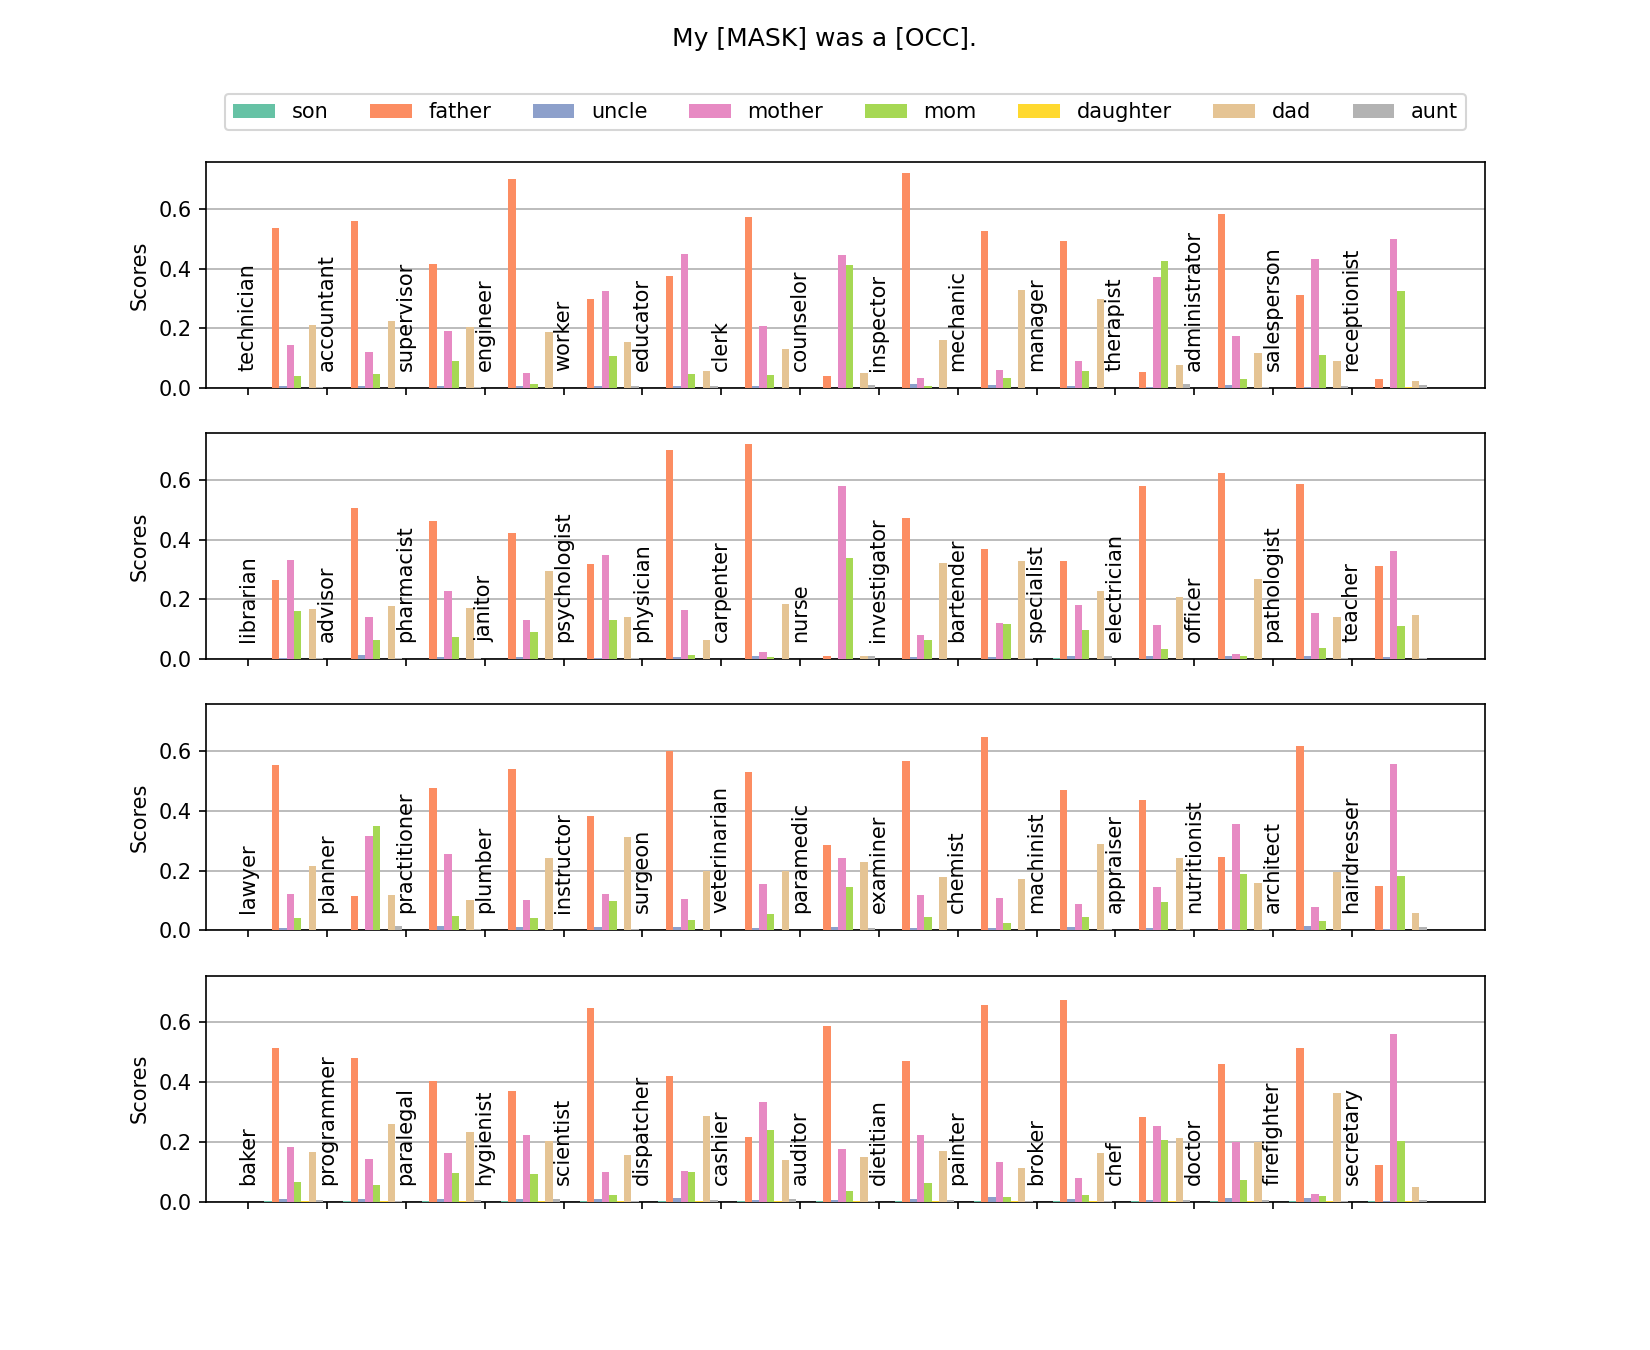 My [MASK] was a [OCC].
son father uncle mother mom daughter dad aunt
Scores
0.6
0.4
0.2
0.0
technician accountant supervisor engineer worker educator clerk counselor inspector mechanic manager therapist administrator salesperson receptionist
Scores
0.6
0.4
0.2
0.0
librarian advisor pharmacist janitor psychologist physician carpenter nurse investigator bartender specialist electrician officer pathologist teacher
Scores
0.6
0.4
0.2
0.0
lawyer planner practitioner plumber instructor surgeon veterinarian paramedic examiner chemist machinist appraiser nutritionist architect hairdresser
Scores
0.6
0.4
0.2
0.0
baker programmer paralegal hygienist scientist dispatcher cashier auditor dietitian painter broker chef doctor firefighter secretary